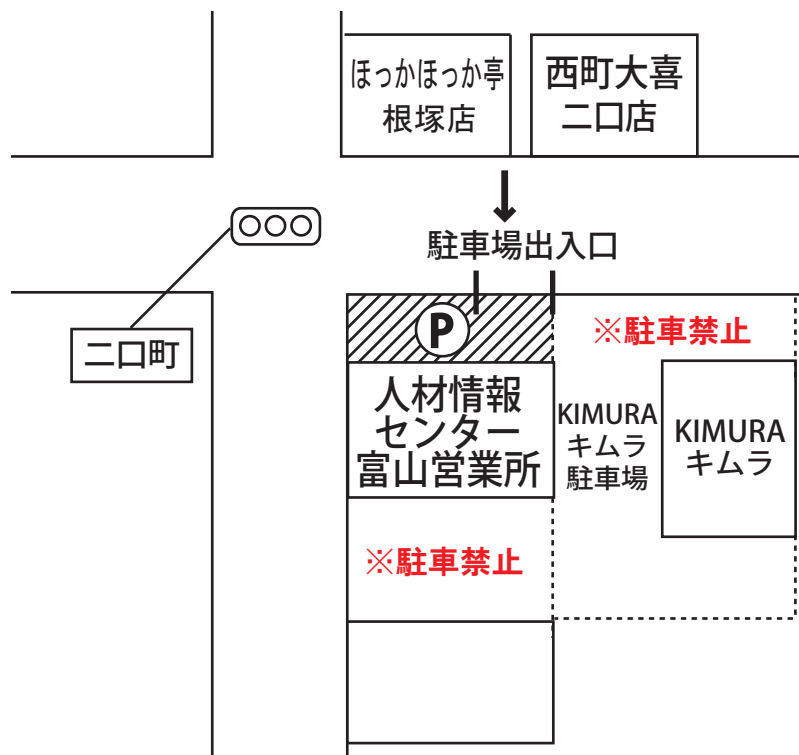 ほっかほっか亭
根塚店
西町大喜
二口店
駐車場出入口
二口町
P
※駐車禁止
人材情報
センター
富山営業所
KIMURA
キムラ
駐車場
KIMURA
キムラ
※駐車禁止